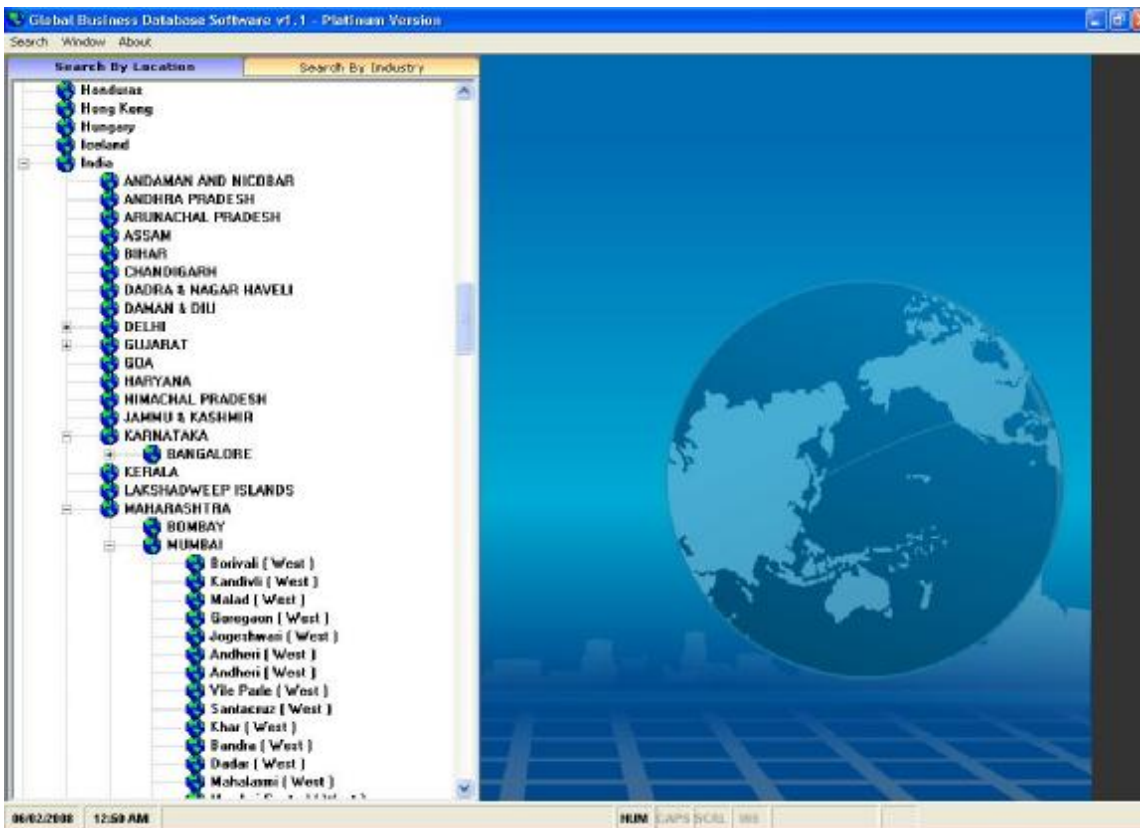 Global Business Database Software v1.1 - Platinum Version
Search Window About
Search By Location Search By Industry
Honduras
Hong Kong
Hungary
Iceland
India
ANDAMAN AND NICOBAR
ANDHRA PRADESH
ARUNACHAL PRADESH
ASSAM
BIHAR
CHANDIGARH
DADRA & NAGAR HAVELI
DAMAN & DIU
DELHI
GUJARAT
GOA
HARYANA
HIMACHAL PRADESH
JAMMU & KASHMIR
KARNATAKA
BANGALORE
KERALA
LAKSHADWEEP ISLANDS
MAHARASHTRA
BOMBAY
MUMBAI
Borivali ( West )
Kandivli ( West )
Malad ( West )
Goregaon ( West )
Jogeshwari ( West )
Andheri ( West )
Andheri ( West )
Vile Parle ( West )
Santacruz ( West )
Khar ( West )
Bandra ( West )
Dadar ( West )
Mahalaxmi ( West )
06/02/2008 12:50 AM NUM CAPS SCRL INS